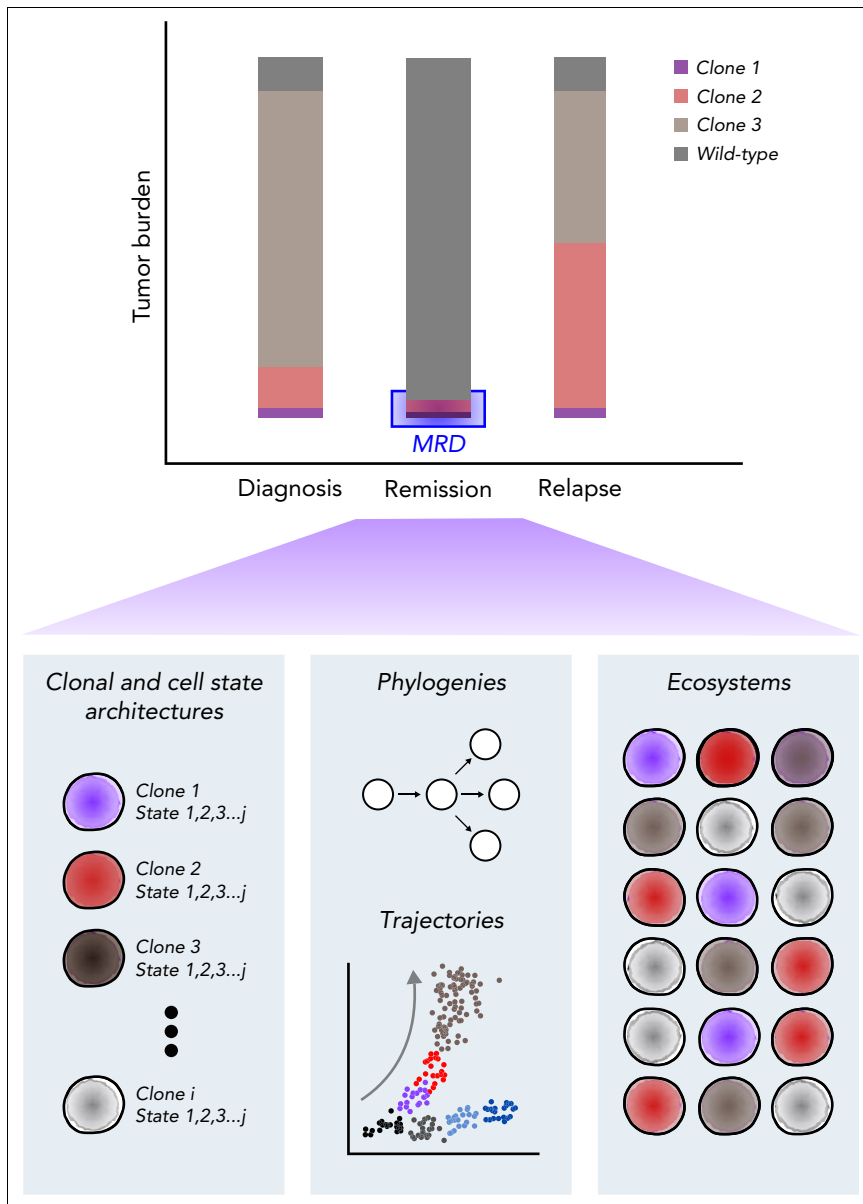 Clone 1
Clone 2
Clone 3
Wild-type
Tumor burden
MRD
Diagnosis
Remission
Relapse
Clonal and cell state
architectures
Clone 1
State 1,2,3...j
Clone 2
State 1,2,3...j
Clone 3
State 1,2,3...j
Clone i
State 1,2,3...j
Phylogenies
Trajectories
Ecosystems